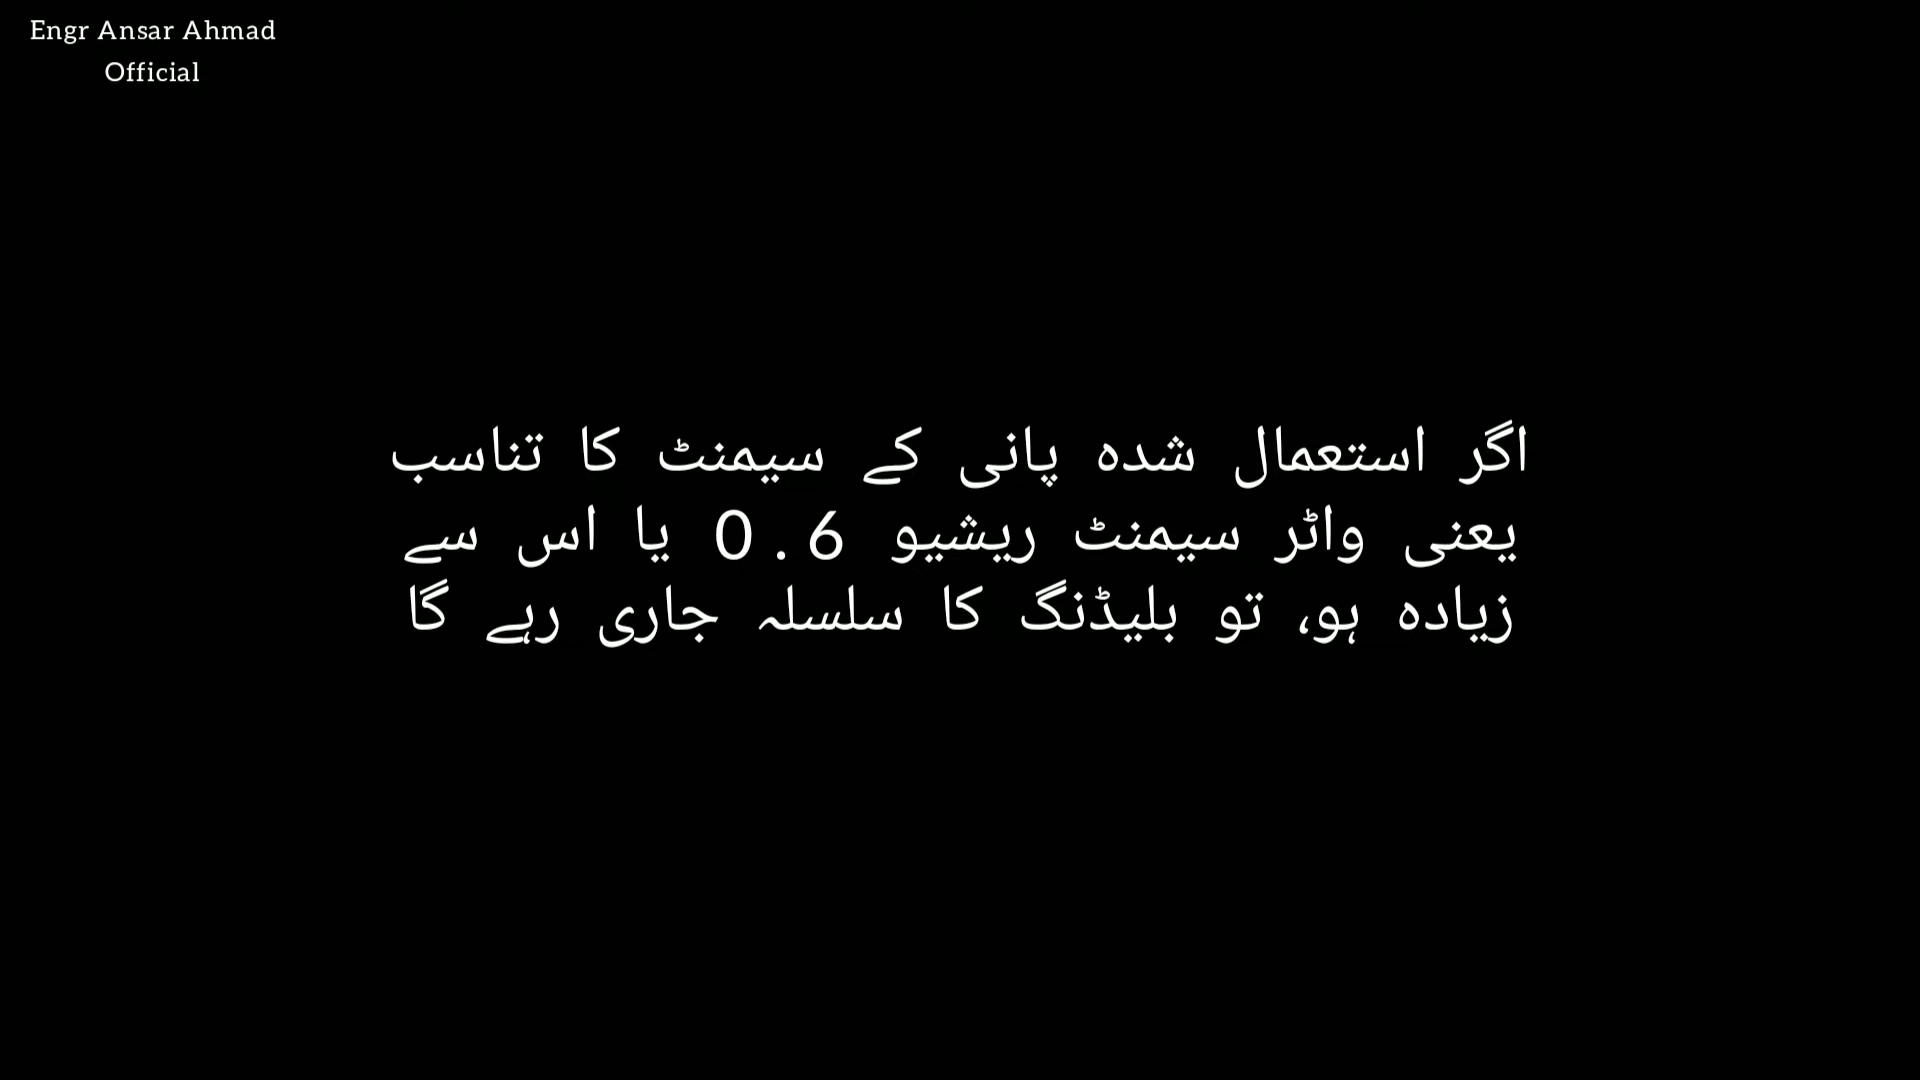 Engr Ansar Ahmad
Official
اگر استعمال شدہ پانی کے سیمنٹ کا تناسب
یعنی واٹر سیمنٹ ریشیو 0.6 یا اس سے
زیادہ ہو، تو بلیڈنگ کا سلسلہ جاری رہے گا